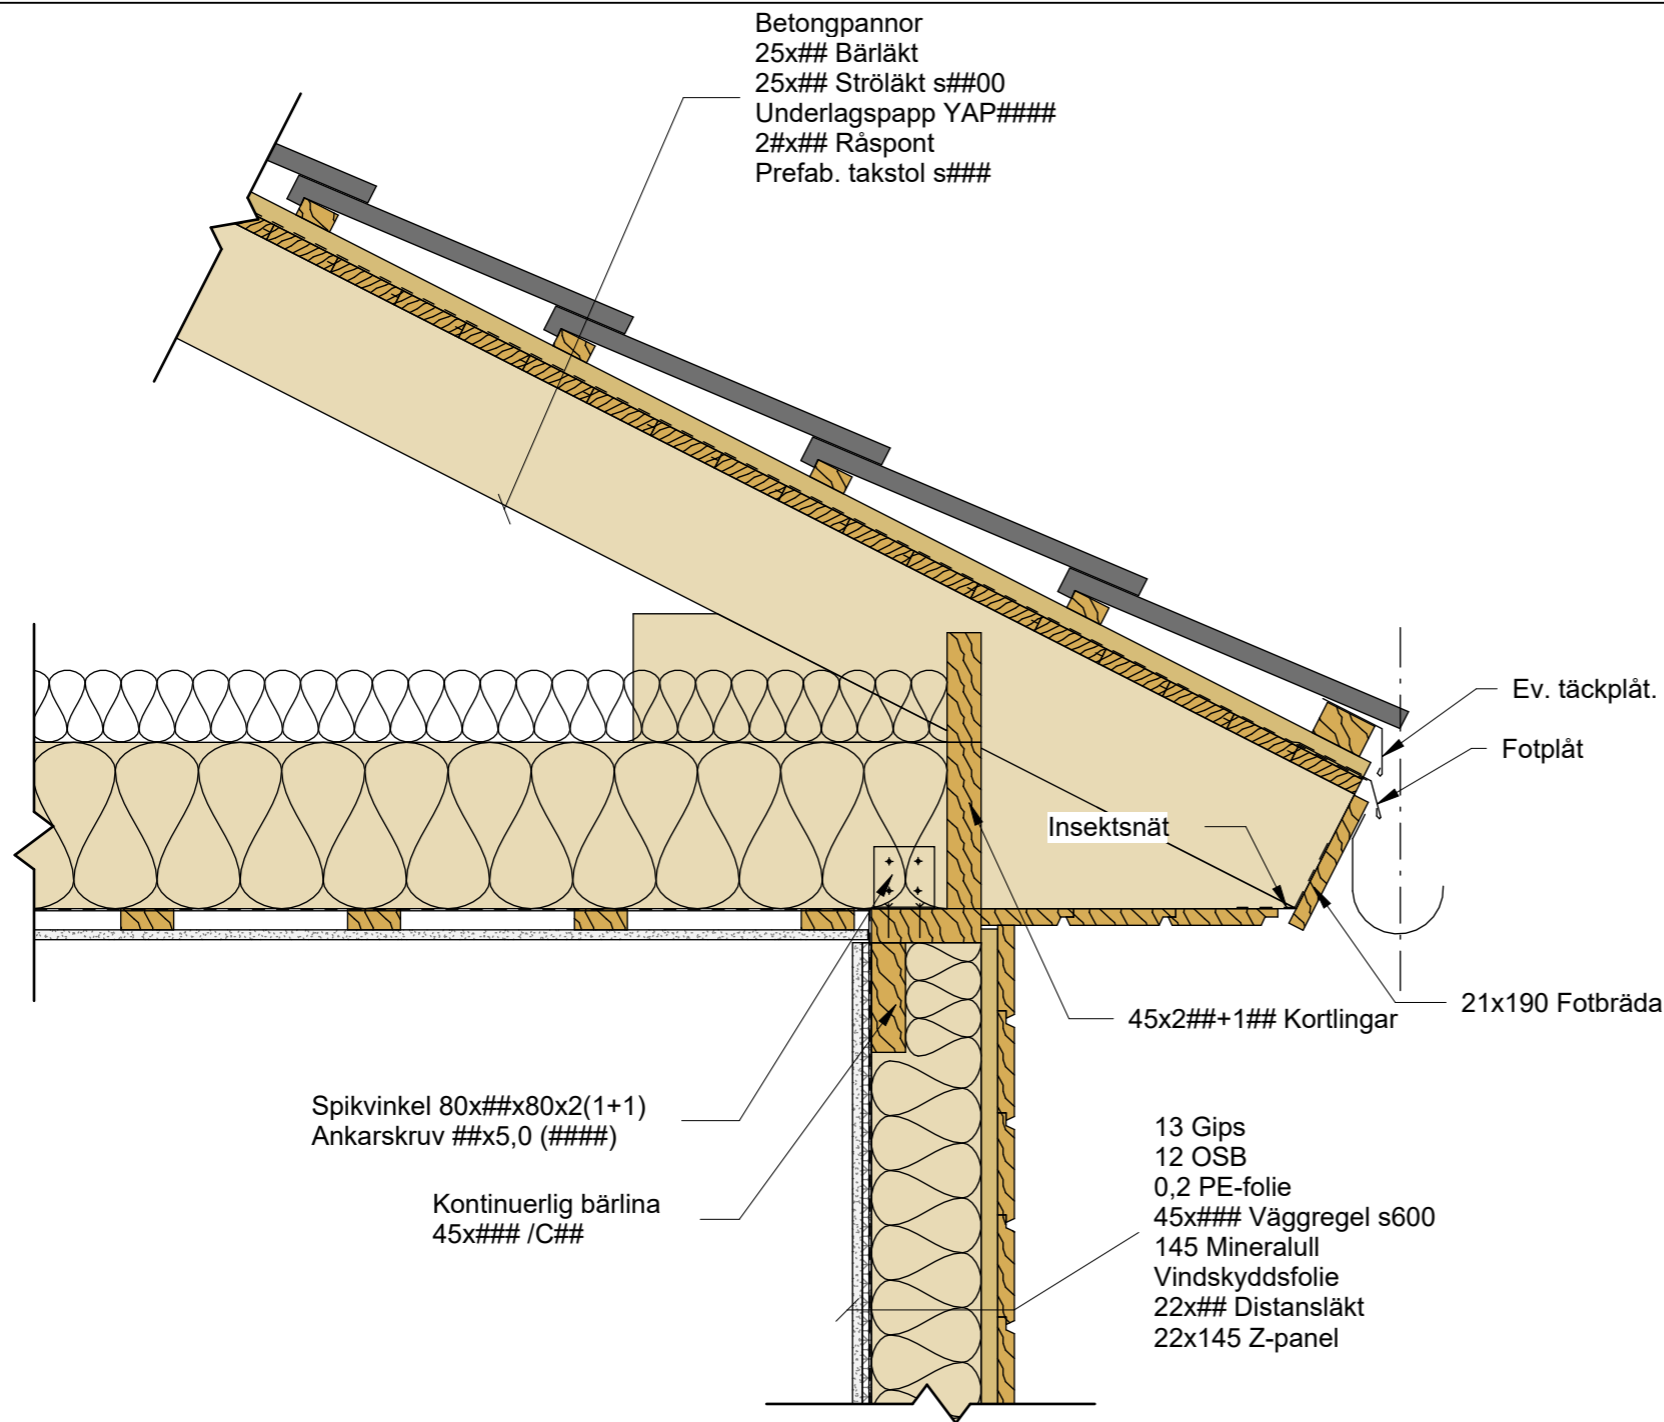 Betongpannor
25x## Bärläkt
25x## Ströläkt s##00
Underlagspapp YAP####
2#x## Råspont
Prefab. takstol s###
Ev. täckplåt.
Fotplåt
Insektsnät
21x190 Fotbräda
45x2##+1## Kortlingar
Spikvinkel 80x##x80x2(1+1)
Ankarskruv ##x5,0 (####)
Kontinuerlig bärlina
45x### /C##
13 Gips
12 OSB
0,2 PE-folie
45x### Väggregel s600
145 Mineralull
Vindskyddsfolie
22x## Distansläkt
22x145 Z-panel